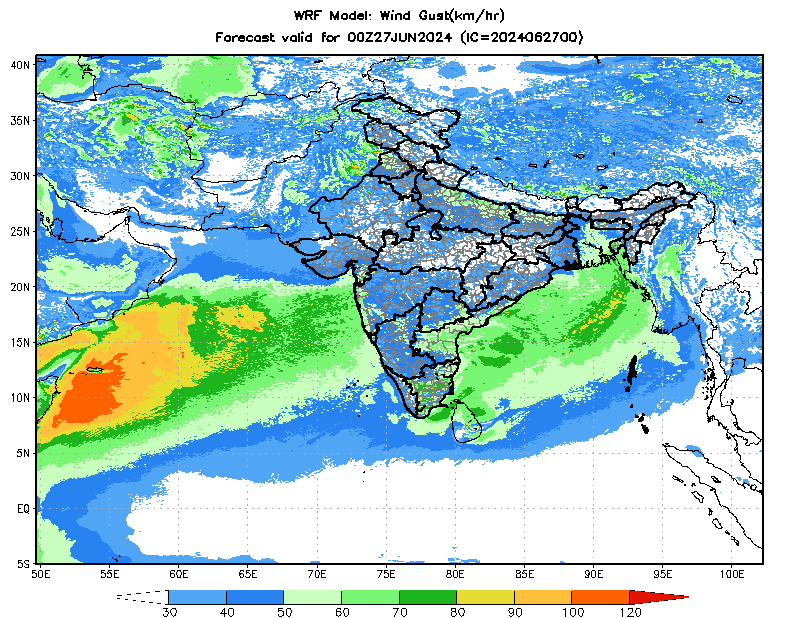 WRF Model: Wind Gust(km/hr)
Forecast valid for 00Z27JUN2024 (IC=2024062700)
40N
35N
30N
25N
20N
15N
10N
5N
EQ
5S
50E 55E 60E 65E 70E 75E 80E 85E 90E 95E 100E
30 40 50 60 70 80 90 100 120